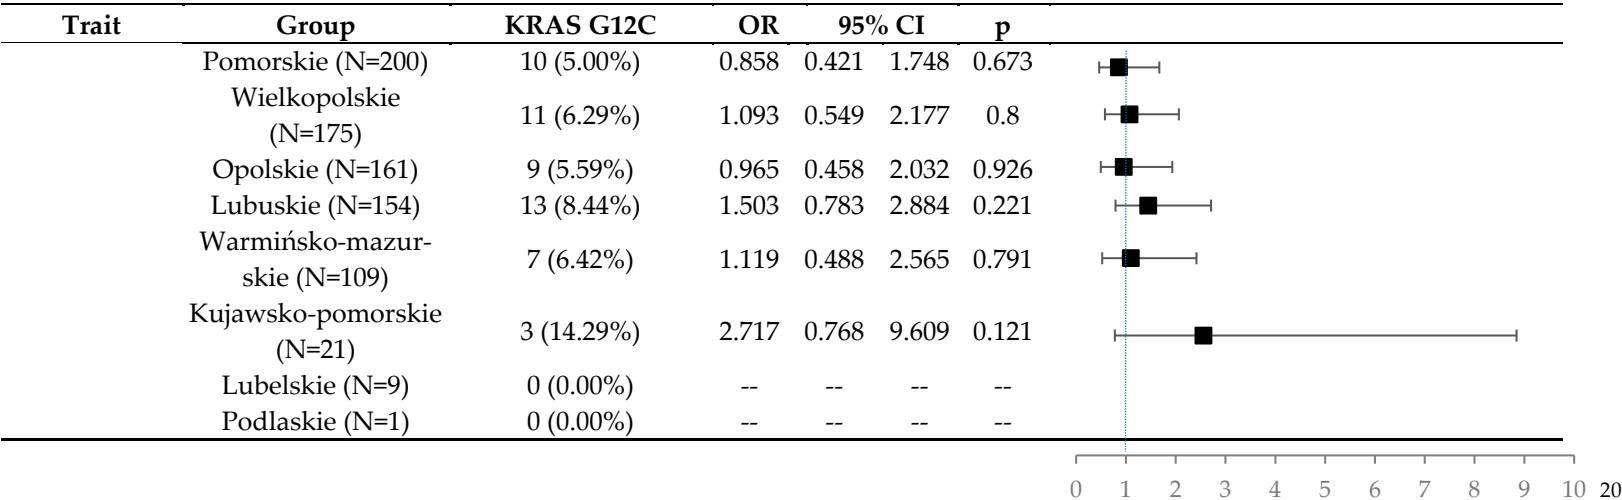 Trait Group KRAS G12C OR 95% CI p
Pomorskie (N=200) 10 (5.00%) 0.858 0.421 1.748 0.673
Wielkopolskie
(N=175) 11 (6.29%) 1.093 0.549 2.177 0.8
Opolskie (N=161) 9 (5.59%) 0.965 0.458 2.032 0.926
Lubuskie (N=154) 13 (8.44%) 1.503 0.783 2.884 0.221
Warmińsko-mazur-
skie (N=109) 7 (6.42%) 1.119 0.488 2.565 0.791
Kujawsko-pomorskie
(N=21) 3 (14.29%) 2.717 0.768 9.609 0.121
Lubelskie (N=9) 0 (0.00%) -- -- -- --
Podlaskie (N=1) 0 (0.00%) -- -- -- --
0 1 2 3 4 5 6 7 8 9 10 20